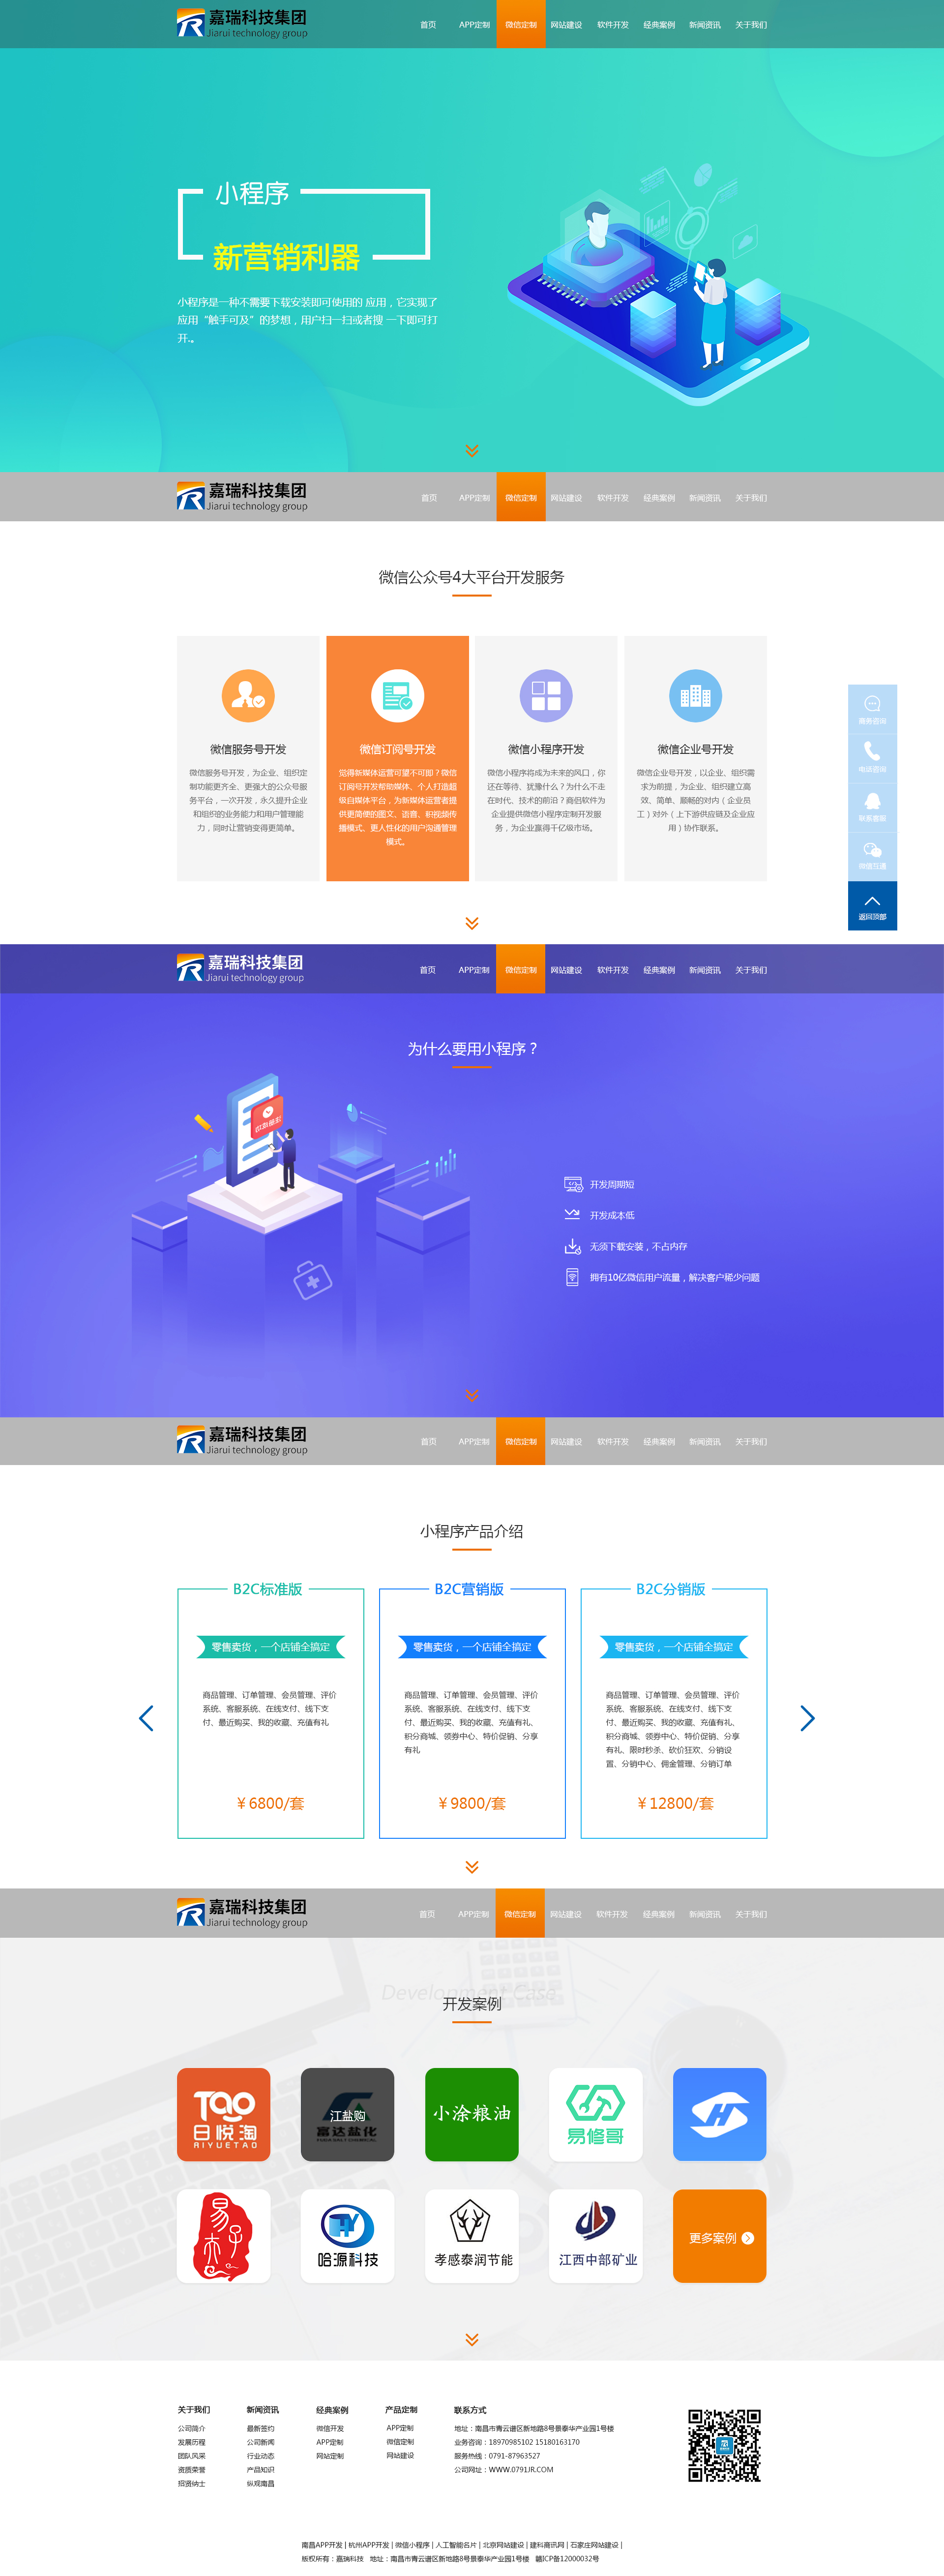 嘉瑞科技集团
Jiarui technology group
首页 APP定制 微信定制 网站建设 软件开发 经典案例 新闻资讯 关于我们
小程序
新营销利器
小程序是一种不需要下载安装即可使用的 应用，它实现了
应用“触手可及”的梦想，用户扫一扫或者搜 一下即可打
开.。
嘉瑞科技集团
Jiarui technology group
首页 APP定制 微信定制 网站建设 软件开发 经典案例 新闻资讯 关于我们
微信公众号4大平台开发服务
微信服务号开发
微信服务号开发，为企业、组织定
制功能更齐全、更强大的公众号服
务平台，一次开发，永久提升企业
和组织的业务能力和用户管理能
力，同时让营销变得更简单。
微信订阅号开发
觉得新媒体运营可望不可即？微信
订阅号开发帮助媒体、个人打造超
级自媒体平台，为新媒体运营者提
供更简便的图文、语音、积视频传
播模式、更人性化的用户沟通管理
模式。
微信小程序开发
微信小程序将成为未来的风口，你
还在等待、犹豫什么？为什么不走
在时代、技术的前沿？商侣软件为
企业提供微信小程序定制开发服
务，为企业赢得千亿级市场。
微信企业号开发
微信企业号开发，以企业、组织需
求为前提，为企业、组织建立高
效、简单、顺畅的对内（企业员
工）对外（上下游供应链及企业应
用）协作联系。
商务咨询
电话咨询
联系客服
微信互通
返回顶部
嘉瑞科技集团
Jiarui technology group
首页 APP定制 微信定制 网站建设 软件开发 经典案例 新闻资讯 关于我们
为什么要用小程序？
开发周期短
开发成本低
无须下载安装，不占内存
拥有10亿微信用户流量，解决客户稀少问题
嘉瑞科技集团
Jiarui technology group
首页 APP定制 微信定制 网站建设 软件开发 经典案例 新闻资讯 关于我们
小程序产品介绍
B2C标准版
零售卖货，一个店铺全搞定
商品管理、订单管理、会员管理、评价
系统、客服系统、在线支付、线下支
付、最近购买、我的收藏、充值有礼
￥6800/套
B2C营销版
零售卖货，一个店铺全搞定
商品管理、订单管理、会员管理、评价
系统、客服系统、在线支付、线下支
付、最近购买、我的收藏、充值有礼、
积分商城、领券中心、特价促销、分享
有礼
￥9800/套
B2C分销版
零售卖货，一个店铺全搞定
商品管理、订单管理、会员管理、评价
系统、客服系统、在线支付、线下支
付、最近购买、我的收藏、充值有礼、
积分商城、领券中心、特价促销、分享
有礼、限时秒杀、砍价狂欢、分销设
置、分销中心、佣金管理、分销订单
￥12800/套
嘉瑞科技集团
Jiarui technology group
首页 APP定制 微信定制 网站建设 软件开发 经典案例 新闻资讯 关于我们
Development Case
开发案例
TAO
日悦淘
RIYUETAO
江盐购
富达盐化
小涂粮油
易修哥
易子木
HY
哈源科技
孝感泰润节能
江西中部矿业
更多案例
关于我们
公司简介
发展历程
团队风采
资质荣誉
招贤纳士
新闻资讯
最新签约
公司新闻
行业动态
产品知识
纵观南昌
经典案例
微信开发
APP定制
网站定制
产品定制
APP定制
微信定制
网站建设
联系方式
地址：南昌市青云谱区新地路8号景泰华产业园1号楼
业务咨询：18970985102 15180163170
服务热线：0791-87963527
公司网址：WWW.0791JR.COM
南昌APP开发 | 杭州APP开发 | 微信小程序 | 人工智能名片 | 北京网站建设 | 建科商讯网 | 石家庄网站建设 |
版权所有：嘉瑞科技 地址：南昌市青云谱区新地路8号景泰华产业园1号楼 赣ICP备12000032号